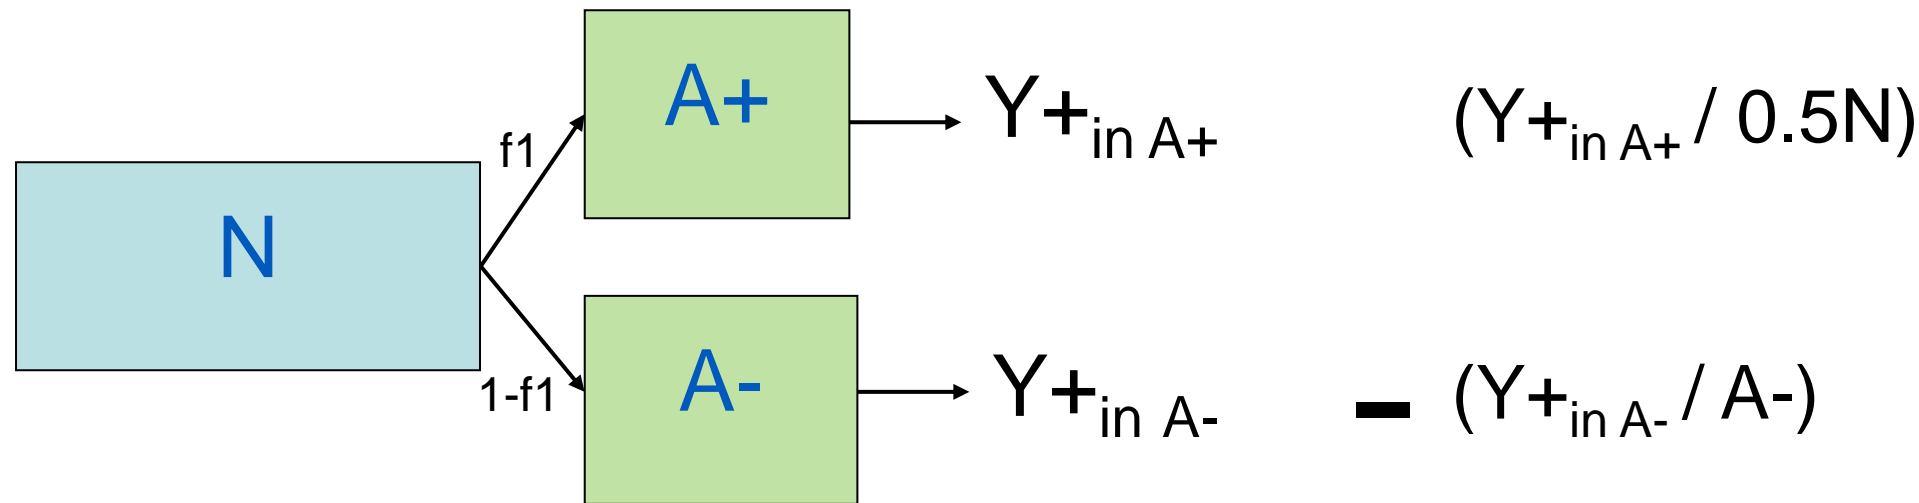 A+
Y+in A+
(Y+in A+ / 0.5N)
f1
N
1-f1
A-
Y+in A-
– (Y+in A- / A-)